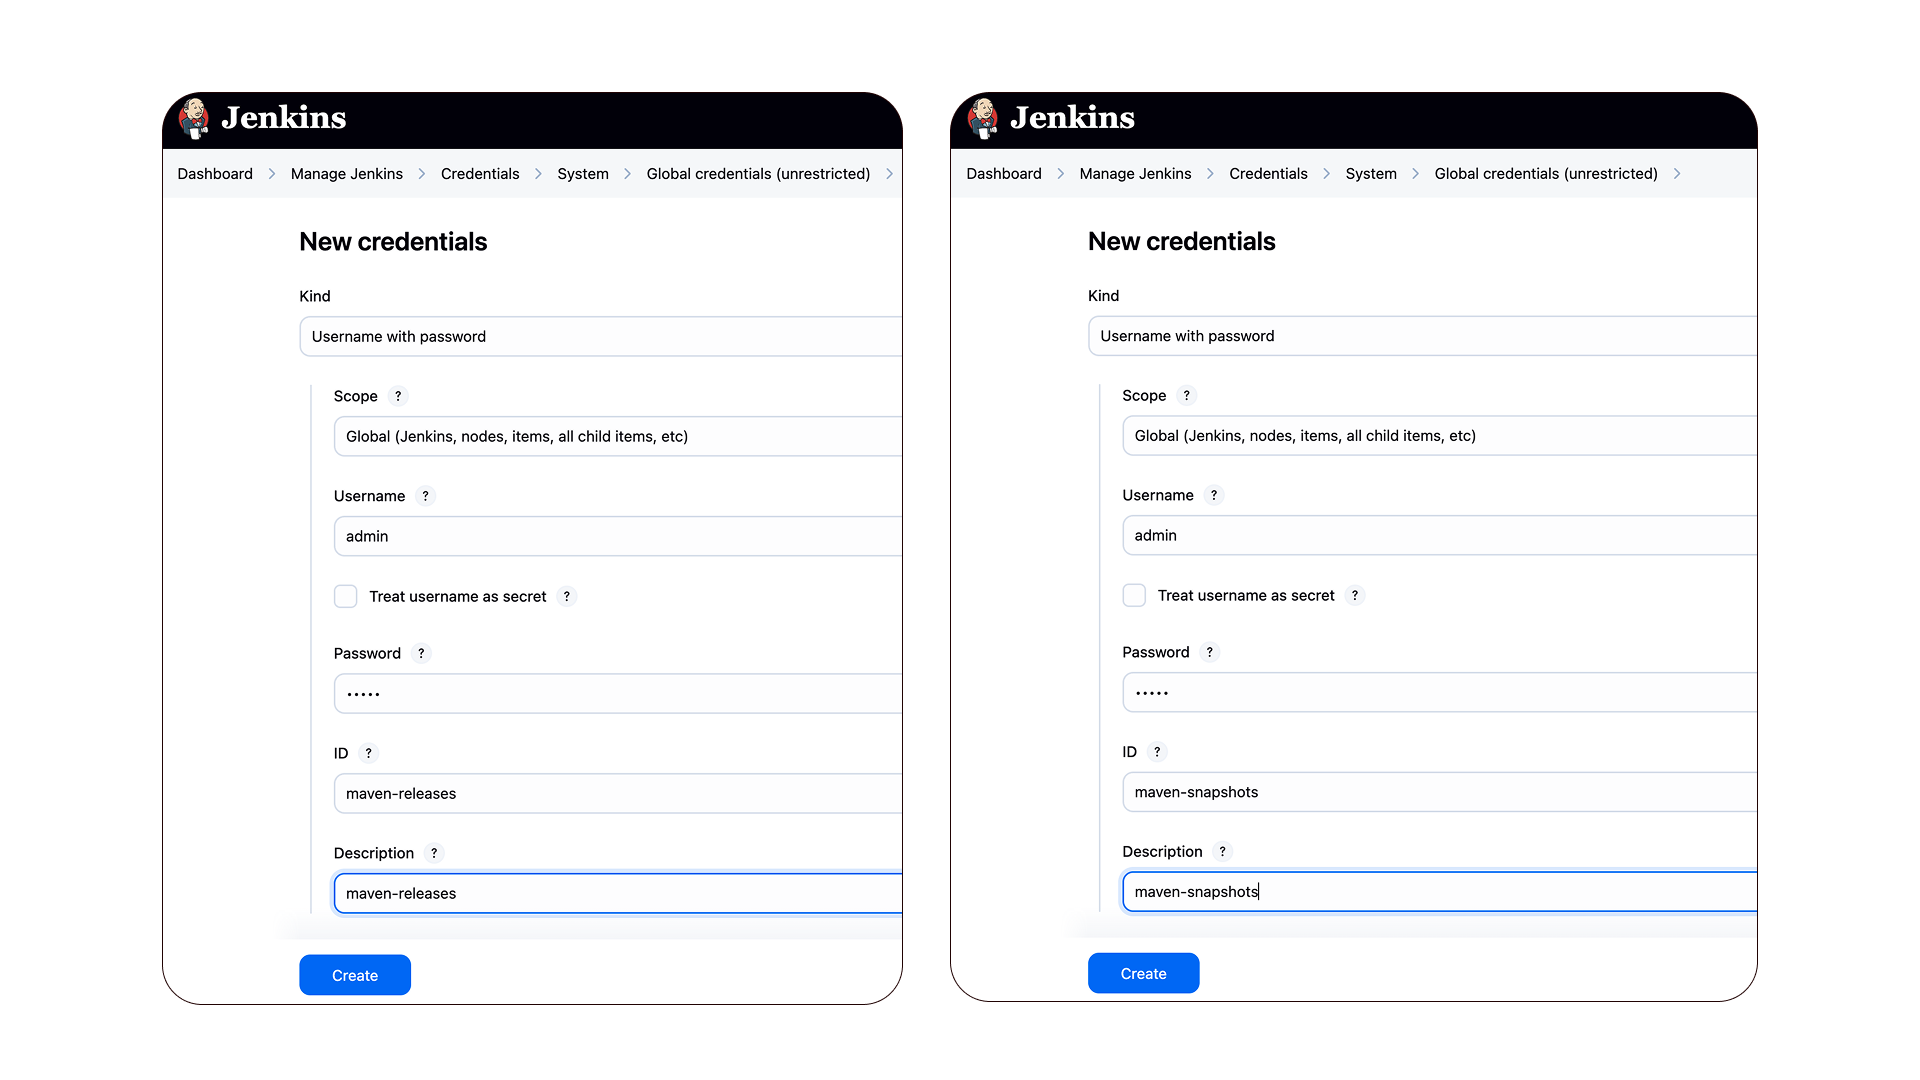 Jenkins
Dashboard > Manage Jenkins > Credentials > System > Global credentials (unrestricted) >
New credentials
Kind
Username with password
Scope ?
Global (Jenkins, nodes, items, all child items, etc)
Username ?
admin
Treat username as secret ?
Password ?
•••••
ID ?
maven-releases
Description ?
maven-releases
Create
Jenkins
Dashboard > Manage Jenkins > Credentials > System > Global credentials (unrestricted) >
New credentials
Kind
Username with password
Scope ?
Global (Jenkins, nodes, items, all child items, etc)
Username ?
admin
Treat username as secret ?
Password ?
•••••
ID ?
maven-snapshots
Description ?
maven-snapshots
Create